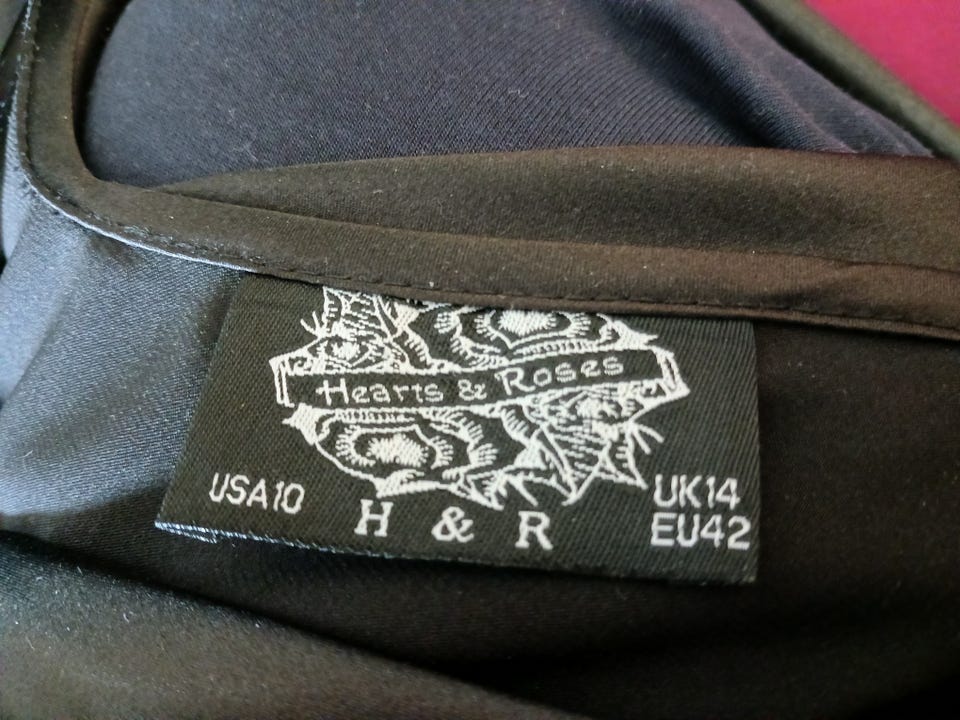 Hearts & Roses
USA10
H & R
UK14
EU42